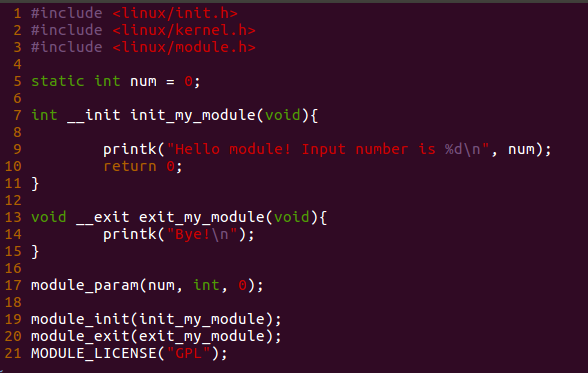 1 #include <linux/init.h>
2 #include <linux/kernel.h>
3 #include <linux/module.h>
4
5 static int num = 0;
6
7 int __init init_my_module(void){
8
9         printk("Hello module! Input number is %d\n", num);
10         return 0;
11 }
12
13 void __exit exit_my_module(void){
14         printk("Bye!\n");
15 }
16
17 module_param(num, int, 0);
18
19 module_init(init_my_module);
20 module_exit(exit_my_module);
21 MODULE_LICENSE("GPL");